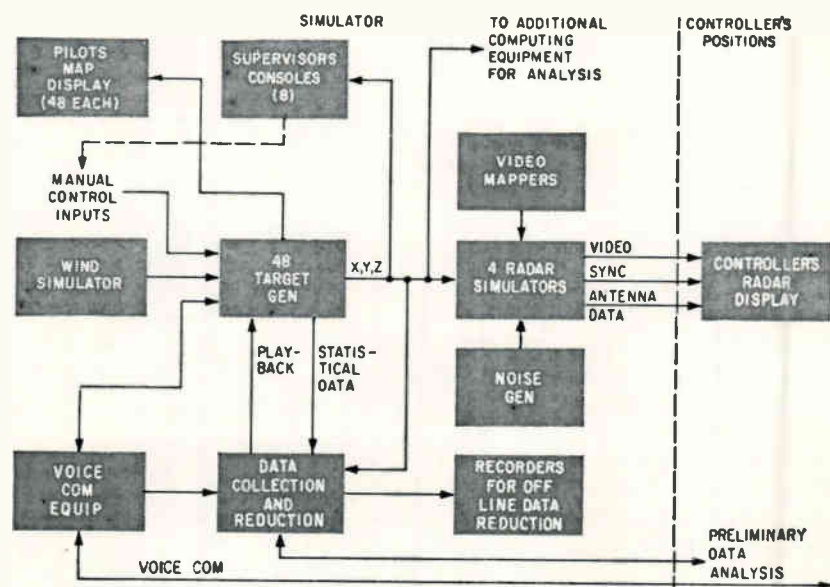 SIMULATOR
TO ADDITIONAL
COMPUTING
EQUIPMENT
FOR ANALYSIS
CONTROLLER'S
POSITIONS
PILOTS
MAP
DISPLAY
(48 EACH)
SUPERVISORS
CONSOLES
(8)
MANUAL
CONTROL
INPUTS
VIDEO
MAPPERS
WIND
SIMULATOR
48
TARGET
GEN
X,Y,Z
4 RADAR
SIMULATORS
VIDEO
SYNC
ANTENNA
DATA
CONTROLLER'S
RADAR
DISPLAY
PLAY-
BACK
STATIS-
TICAL
DATA
NOISE
GEN
VOICE
COM
EQUIP
DATA
COLLECTION
AND
REDUCTION
RECORDERS
FOR OFF
LINE DATA
REDUCTION
VOICE COM
PRELIMINARY
DATA
ANALYSIS